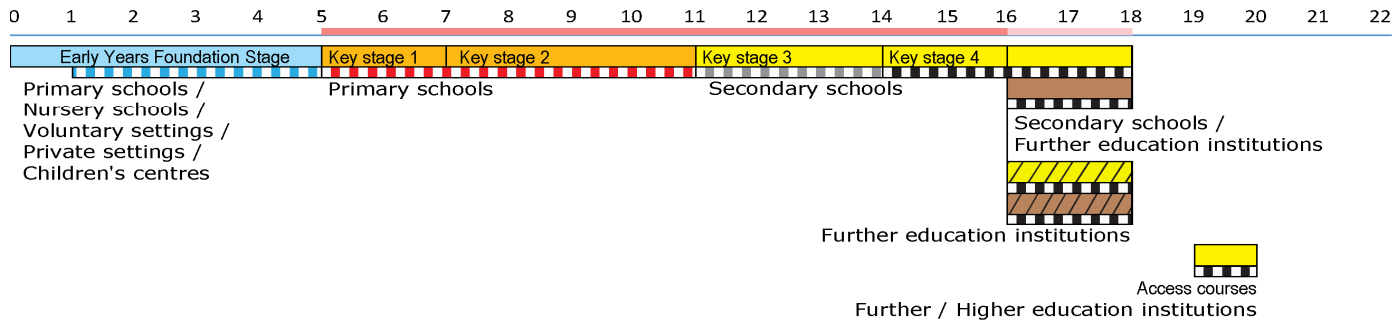 0 1 2 3 4 5 6 7 8 9 10 11 12 13 14 15 16 17 18 19 20 21 22
Early Years Foundation Stage Key stage 1 Key stage 2 Key stage 3 Key stage 4
Primary schools /
Nursery schools /
Voluntary settings /
Private settings /
Children's centres
Primary schools
Secondary schools
Secondary schools /
Further education institutions
Further education institutions
Access courses
Further / Higher education institutions